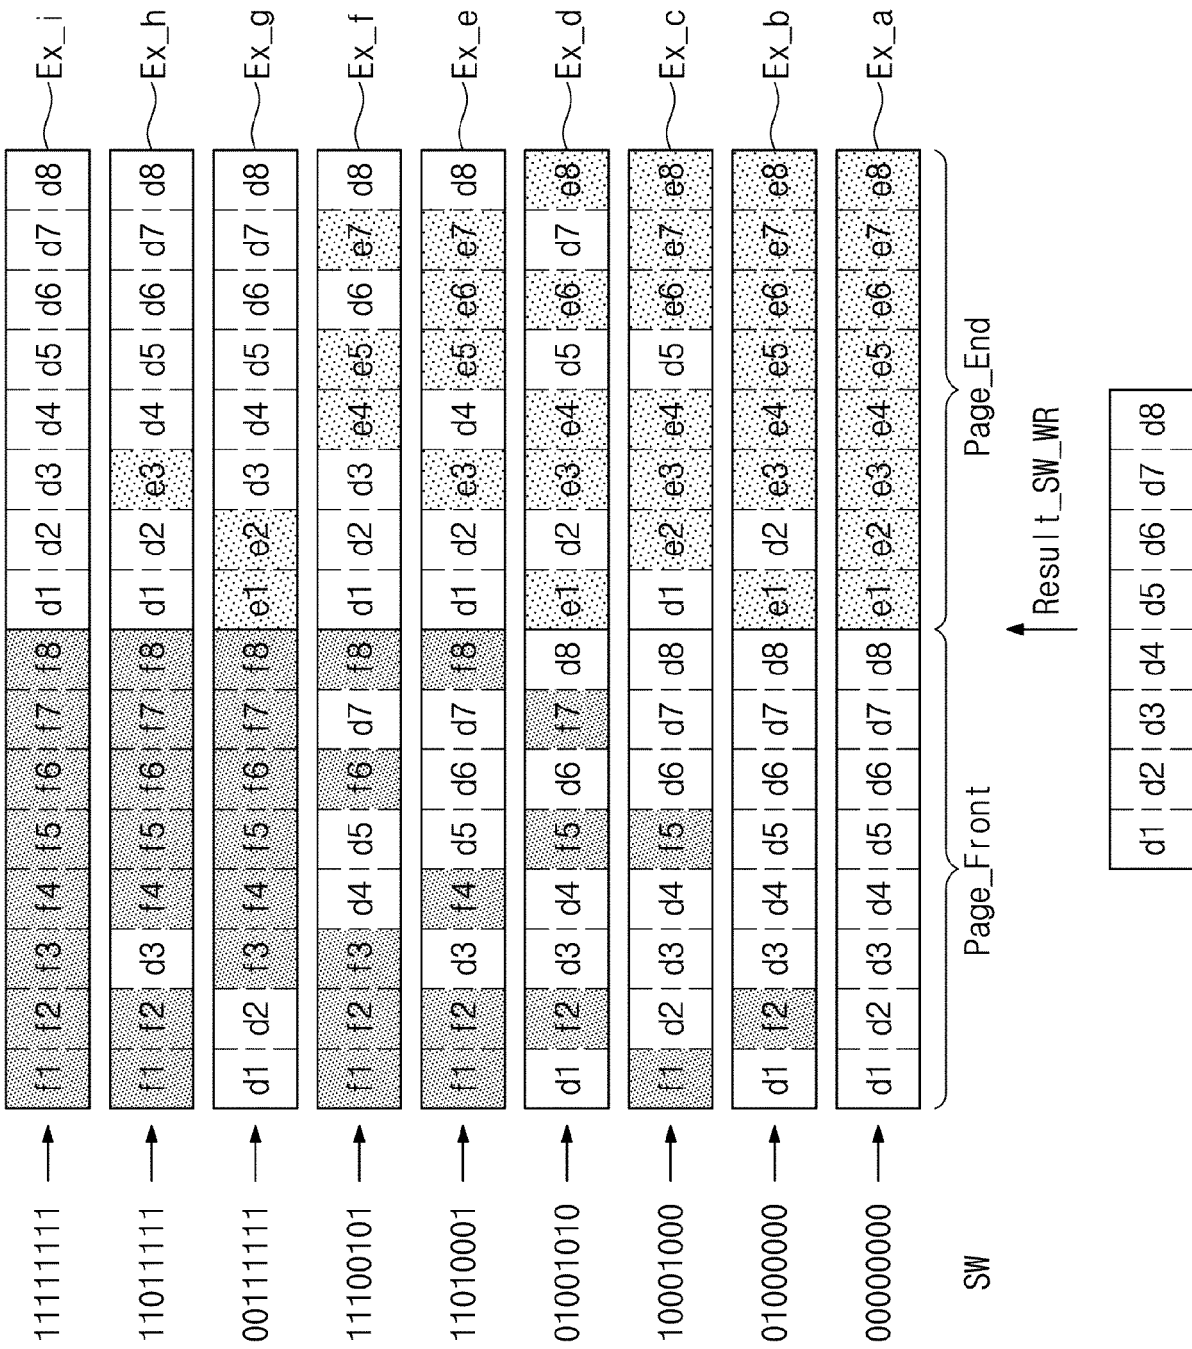 11111111 f1 f2 f3 f4 f5 f6 f7 f8 d1 d2 d3 d4 d5 d6 d7 d8 Ex_i
11011111 f1 f2 d3 f4 f5 f6 f7 f8 d1 d2 e3 d4 d5 d6 d7 d8 Ex_h
00111111 d1 d2 f3 f4 f5 f6 f7 f8 e1 e2 d3 d4 d5 d6 d7 d8 Ex_g
11100101 f1 f2 f3 d4 d5 f6 d7 f8 d1 d2 d3 e4 e5 d6 e7 d8 Ex_f
11010001 f1 f2 d3 f4 d5 d6 d7 f8 d1 d2 e3 d4 e5 e6 e7 d8 Ex_e
01001010 d1 f2 d3 d4 f5 d6 f7 d8 e1 d2 e3 e4 d5 e6 d7 e8 Ex_d
10001000 f1 d2 d3 d4 f5 d6 d7 d8 d1 e2 e3 e4 d5 e6 e7 e8 Ex_c
01000000 d1 f2 d3 d4 d5 d6 d7 d8 e1 d2 e3 e4 e5 e6 e7 e8 Ex_b
00000000 d1 d2 d3 d4 d5 d6 d7 d8 e1 e2 e3 e4 e5 e6 e7 e8 Ex_a
SW Page_Front Page_End
Result_SW_WR
d1 d2 d3 d4 d5 d6 d7 d8